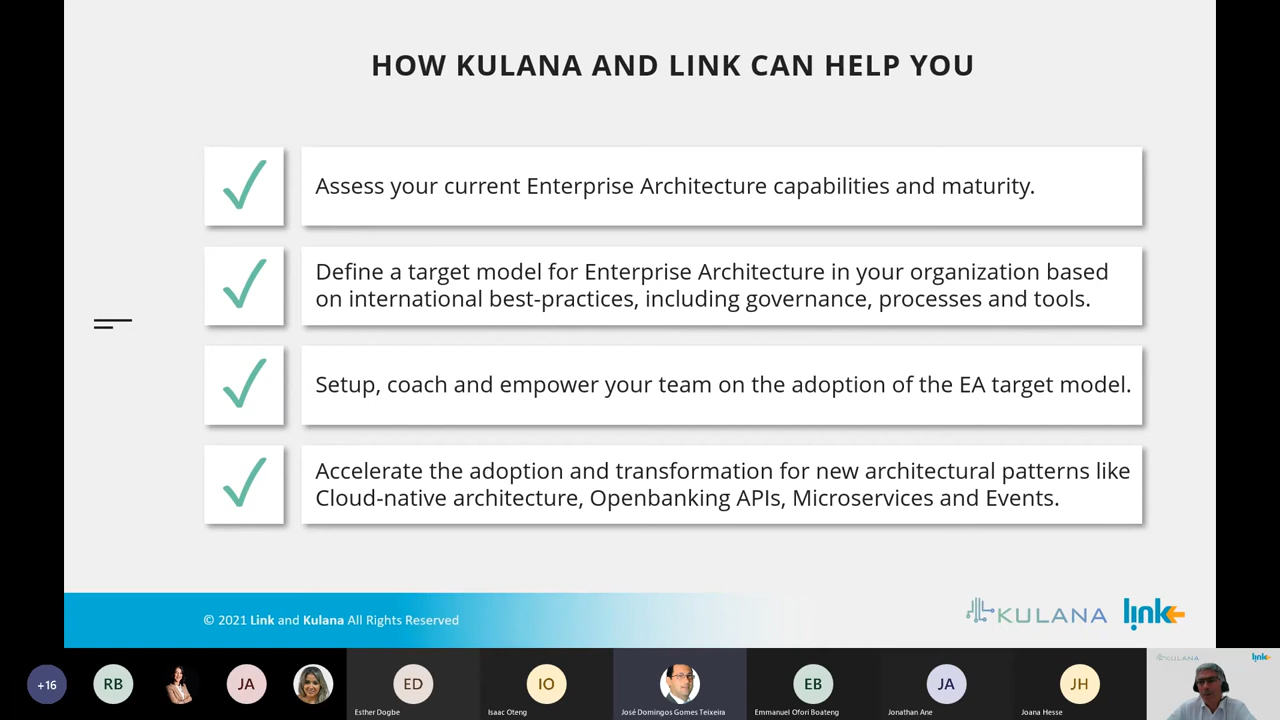 HOW KULANA AND LINK CAN HELP YOU
Assess your current Enterprise Architecture capabilities and maturity.
Define a target model for Enterprise Architecture in your organization based
on international best-practices, including governance, processes and tools.
Setup, coach and empower your team on the adoption of the EA target model.
Accelerate the adoption and transformation for new architectural patterns like
Cloud-native architecture, Openbanking APIs, Microservices and Events.
© 2021 Link and Kulana All Rights Reserved
KULANA
link
+16
RB
JA
ED
Esther Dogbe
IO
Isaac Oteng
José Domingos Gomes Teixeira
EB
Emmanuel Ofori Boateng
JA
Jonathan Ane
JH
Joana Hesse
KULANA
link